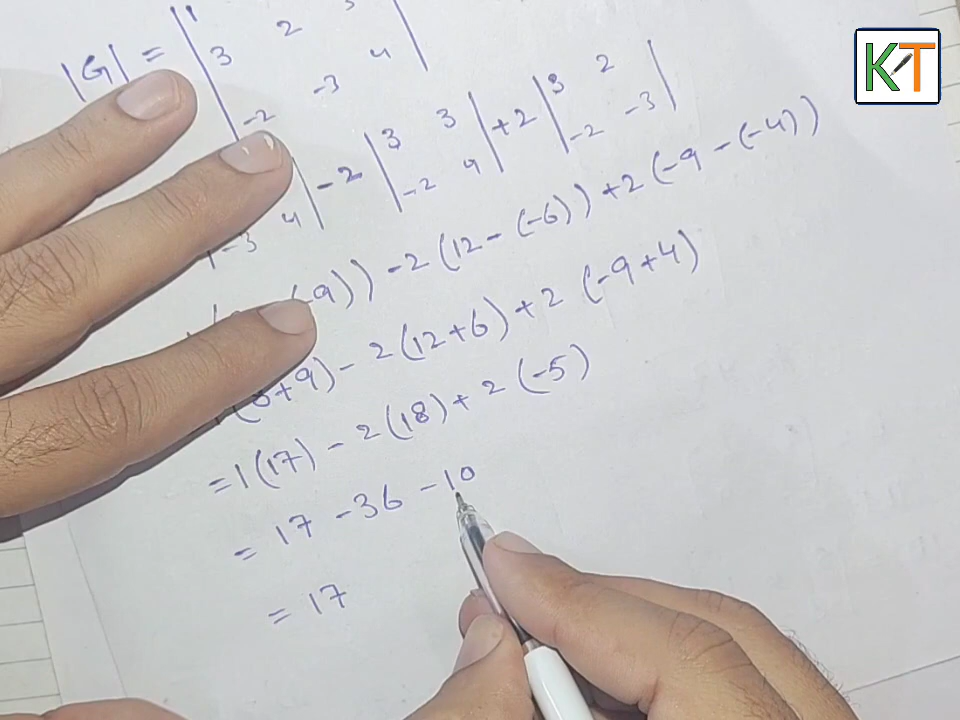 KT
|G| = | 1 2 3
3 2 4 |
-2 -3
-3 4 | -2 | 3 3 -2 4 | +2 | 3 2 -2 -3 |
-9)) -2 (12 - (-6)) +2 (-9 - (-4))
+9) - 2 (12+6) + 2 (-9+4)
= 1 (17) - 2 (18) + 2 (-5)
= 17 -36 -10
= 17